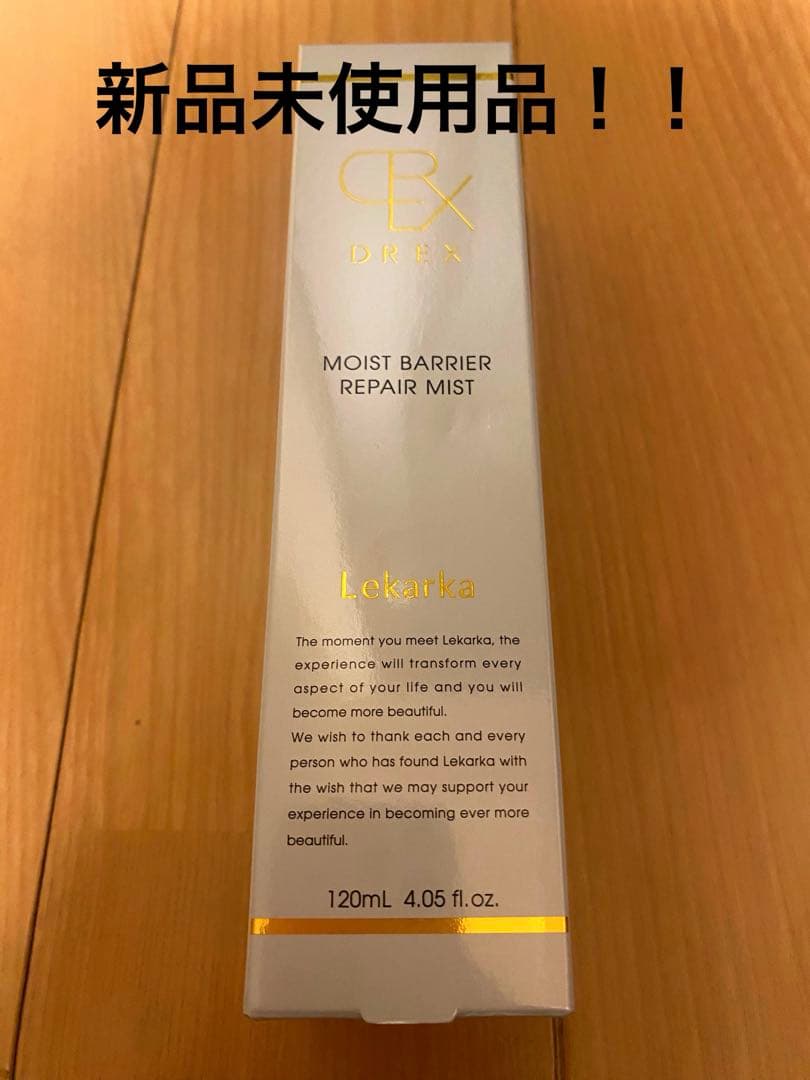 新品未使用品！！
DREX
MOIST BARRIER
REPAIR MIST
Lekarka
The moment you meet Lekarka, the
experience will transform every
aspect of your life and you will
become more beautiful.
We wish to thank each and every
person who has found Lekarka with
the wish that we may support your
experience in becoming ever more
beautiful.
120mL 4.05 fl.oz.